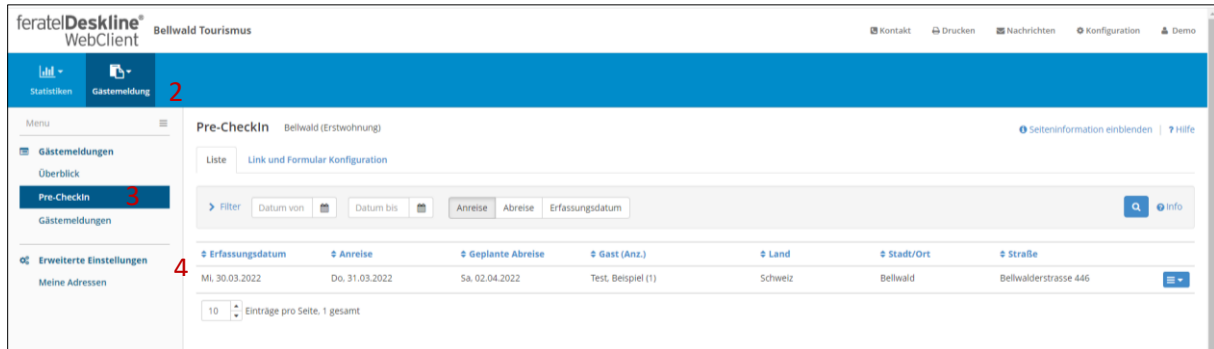 feratelDeskline® WebClient Bellwald Tourismus Kontakt Drucken Nachrichten Konfiguration Demo
Statistiken Gästemeldung 2
Menu
Pre-CheckIn Bellwald (Erstwohnung) Seiteninformation einblenden | ? Hilfe
Gästemeldungen
Liste Link und Formular Konfiguration
Überblick
Pre-CheckIn 3
Filter Datum von Datum bis Anreise Abreise Erfassungsdatum Info
Gästemeldungen
Erfassungsdatum Anreise Geplante Abreise Gast (Anz.) Land Stadt/Ort Straße
Erweiterte Einstellungen 4
Mi, 30.03.2022 Do, 31.03.2022 Sa, 02.04.2022 Test, Beispiel (1) Schweiz Bellwald Bellwalderstrasse 446
Meine Adressen
10 Einträge pro Seite. 1 gesamt